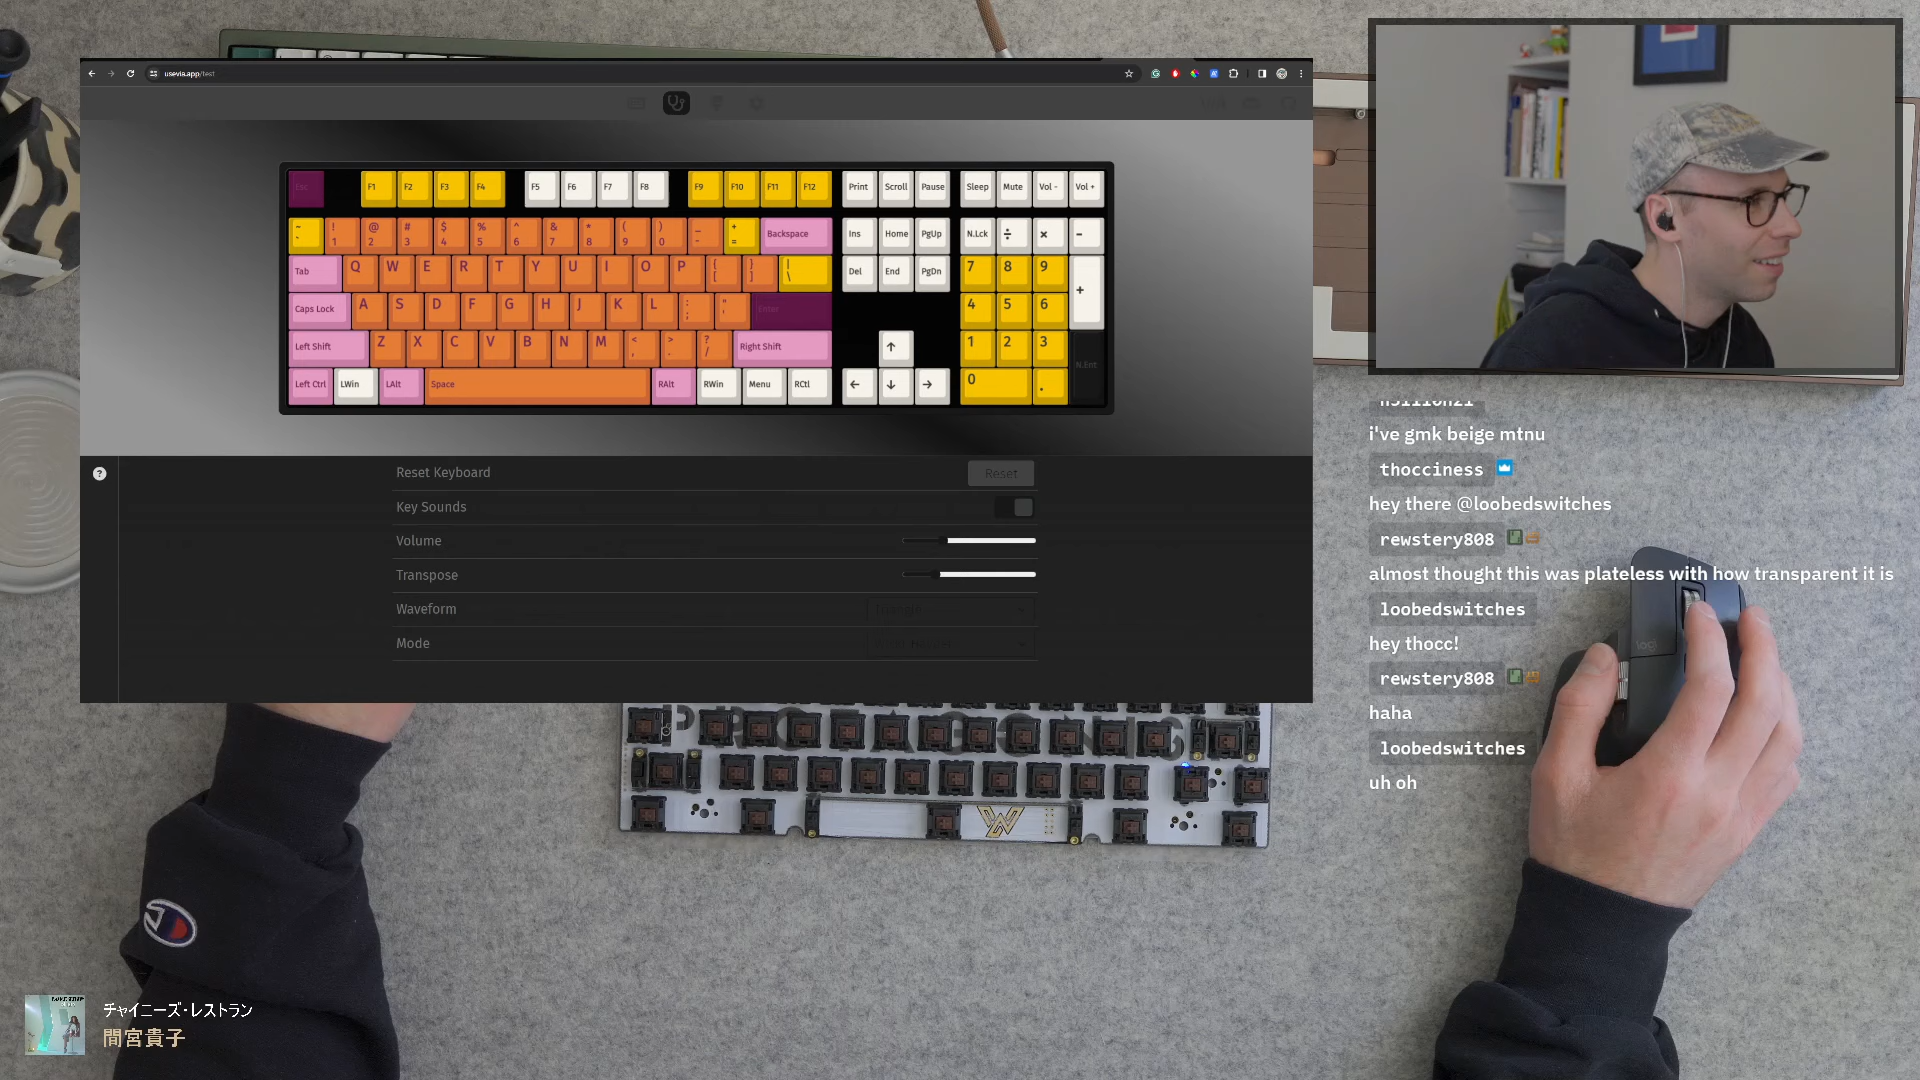 usevia.app/test
Esc F1 F2 F3 F4 F5 F6 F7 F8 F9 F10 F11 F12 Print Scroll Pause Sleep Mute Vol - Vol +
~ ` ! 1 @ 2 # 3 $ 4 % 5 ^ 6 & 7 * 8 ( 9 ) 0 _ - + = Backspace Ins Home PgUp N.Lck ÷ × -
Tab Q W E R T Y U I O P [ { ] } \ | Del End PgDn 7 8 9 +
Caps Lock A S D F G H J K L : ; " ' Enter 4 5 6
Left Shift Z X C V B N M < , > . ? / Right Shift ↑ 1 2 3 N.Ent
Left Ctrl LWin LAlt Space RAlt RWin Menu RCtl ← ↓ → 0 .
?
Reset Keyboard Reset
Key Sounds
Volume
Transpose
Waveform
Mode
i've gmk beige mtnu
thocciness
hey there @loobedswitches
rewstery808
almost thought this was plateless with how transparent it is
loobedswitches
hey thocc!
rewstery808
haha
loobedswitches
uh oh
logi
チャイニーズ・レストラン
間宮貴子